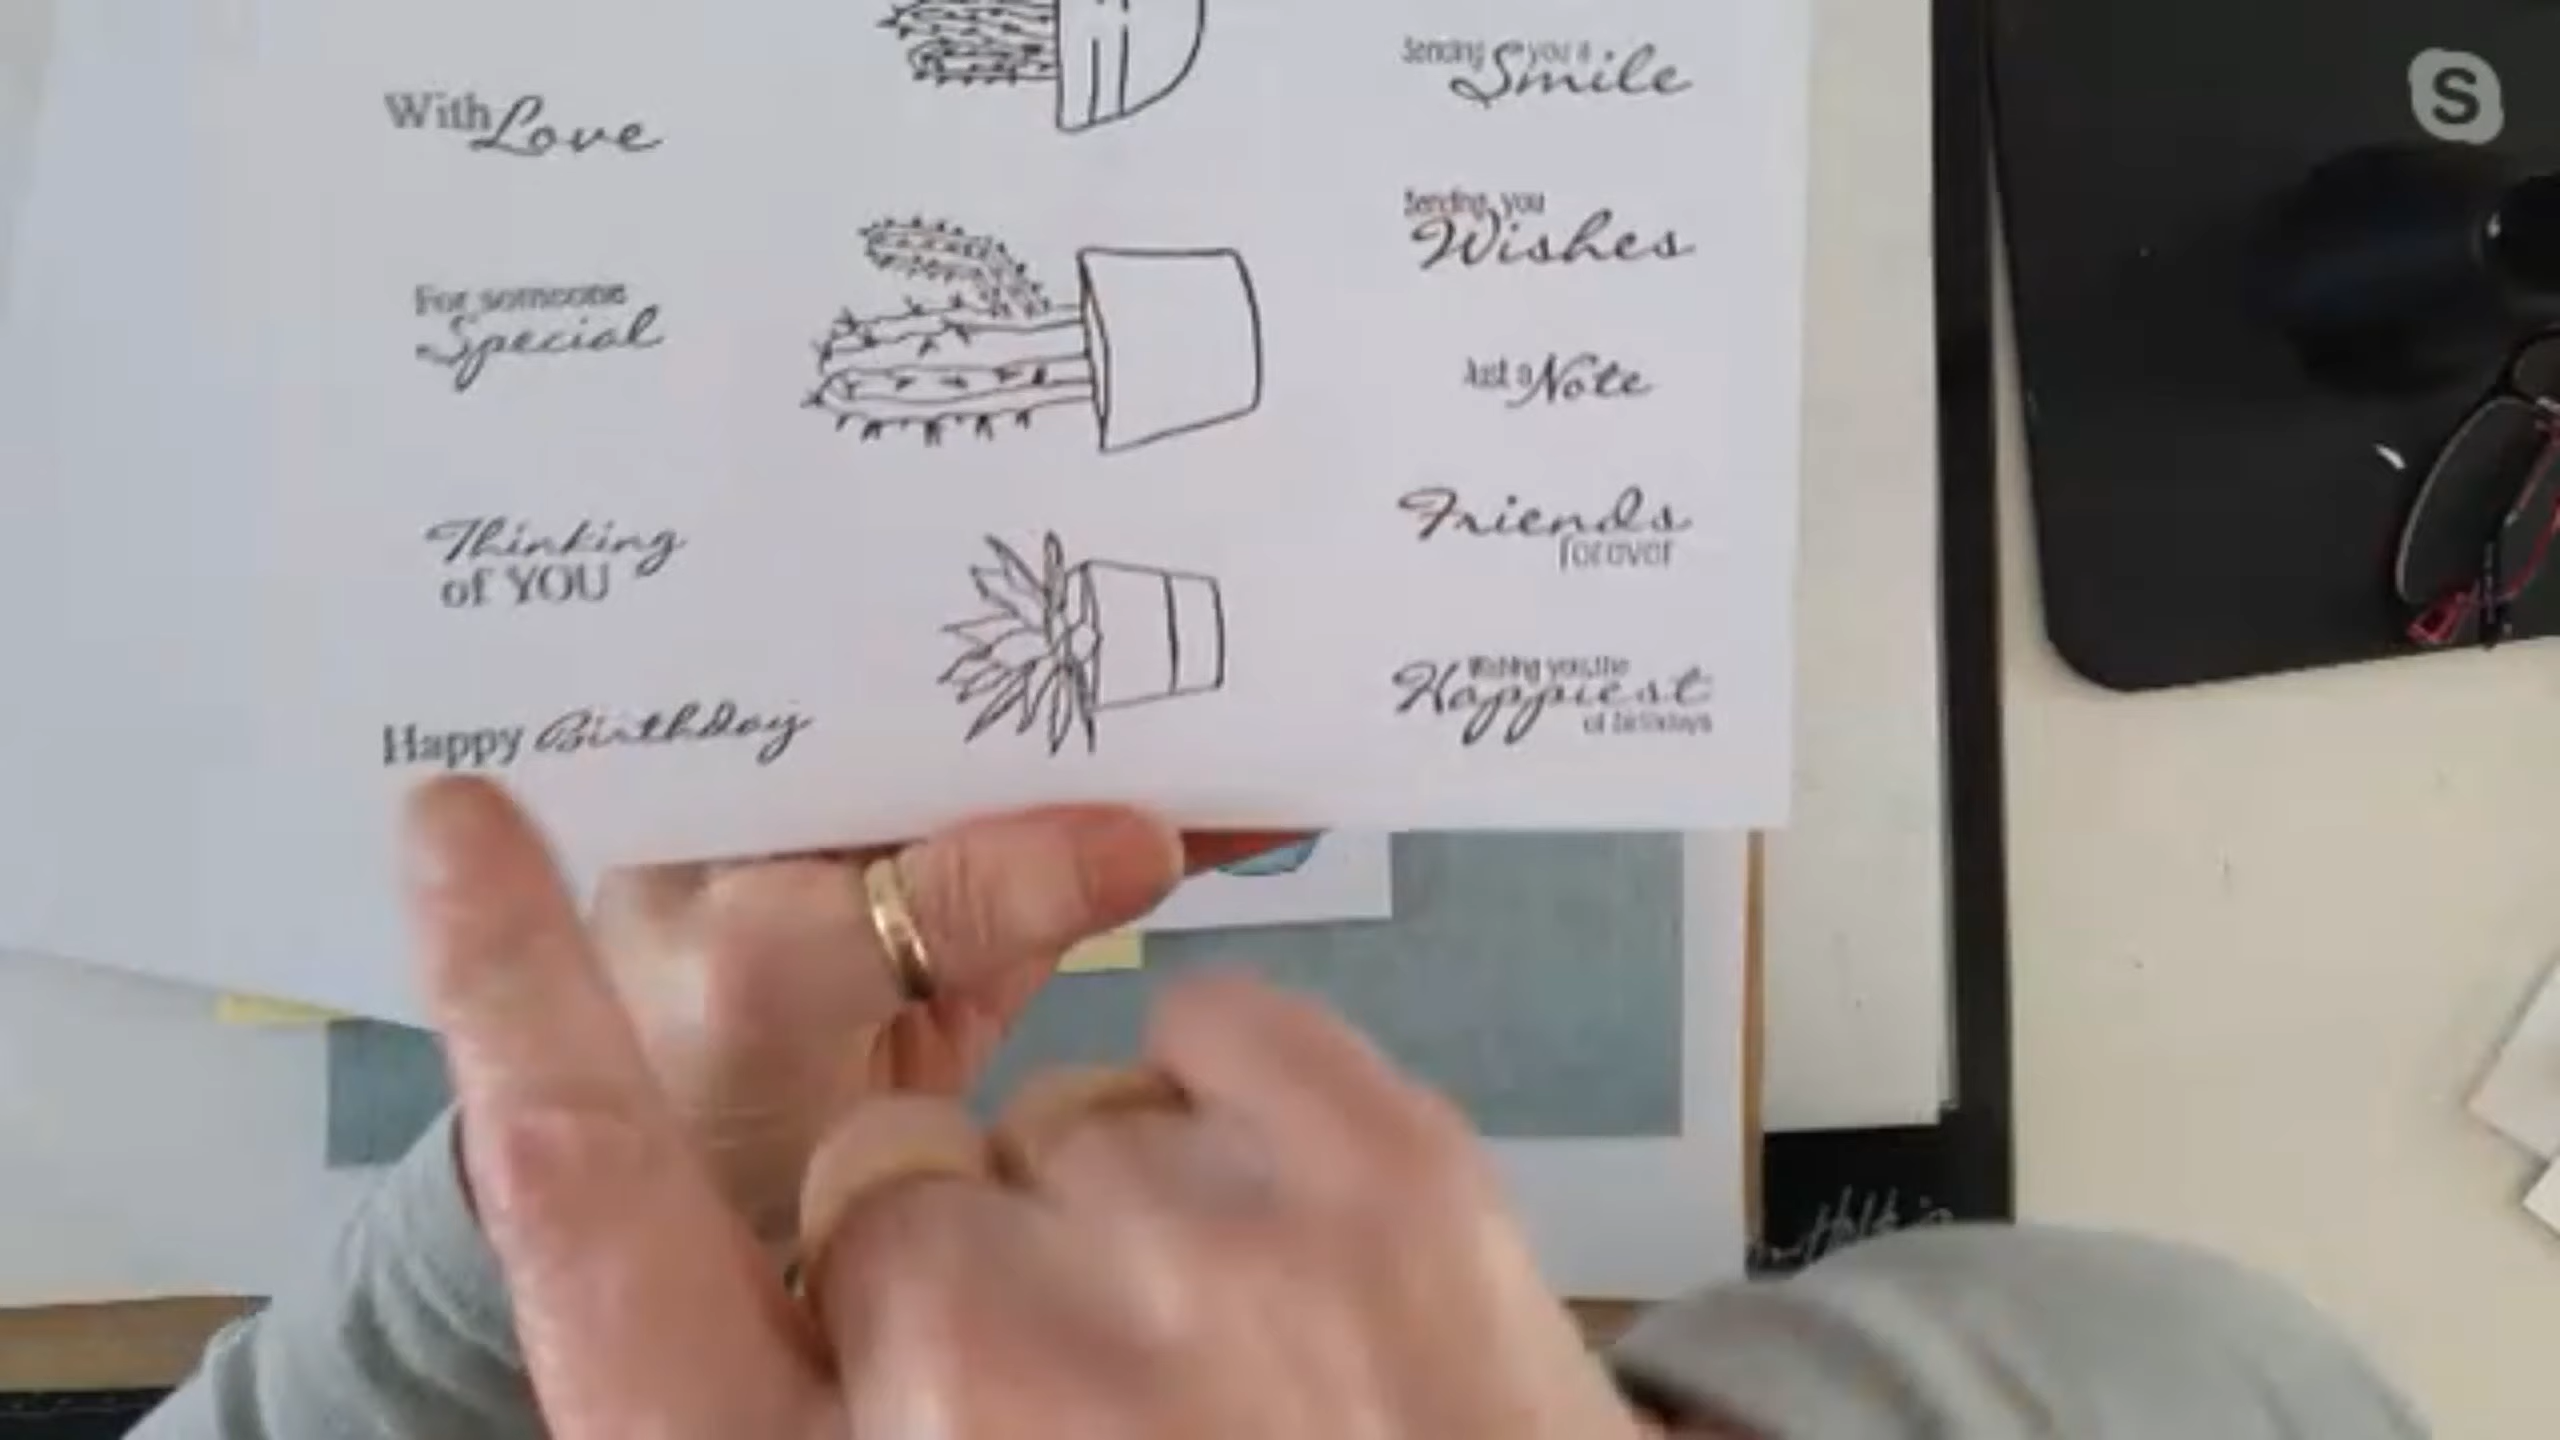 With Love
For someone
Special
Thinking
of YOU
Happy Birthday
Sending you a
Smile
Sending you
Wishes
Just a Note
Friends
forever
Wishing you the
Happiest
of birthdays
S